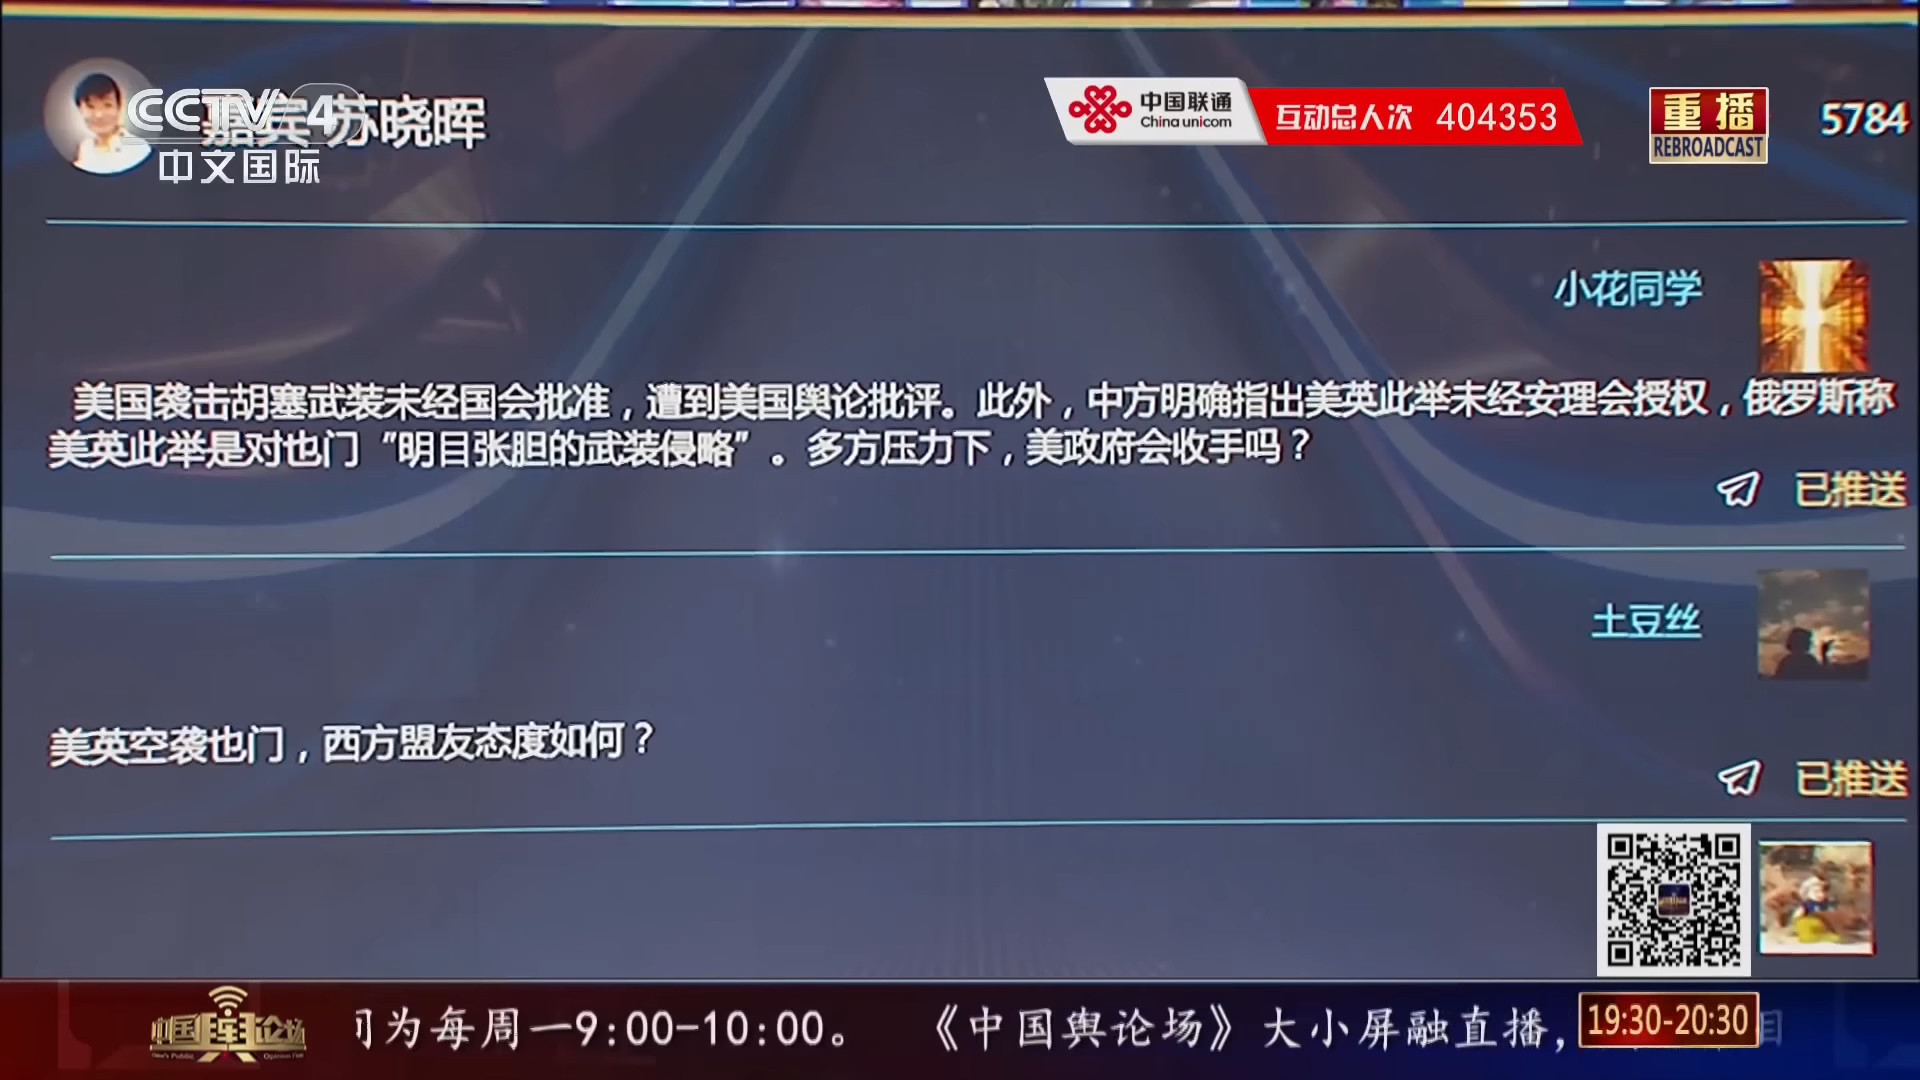 CCTV 4
中文国际
嘉宾 苏晓晖
中国联通
China unicom
互动总人次 404353
重播
REBROADCAST
5784
小花同学
美国袭击胡塞武装未经国会批准，遭到美国舆论批评。此外，中方明确指出美英此举未经安理会授权，俄罗斯称
美英此举是对也门“明目张胆的武装侵略”。多方压力下，美政府会收手吗？
已推送
土豆丝
美英空袭也门，西方盟友态度如何？
已推送
中国舆论场
为每周一9:00-10:00。 《中国舆论场》大小屏融直播，
19:30-20:30